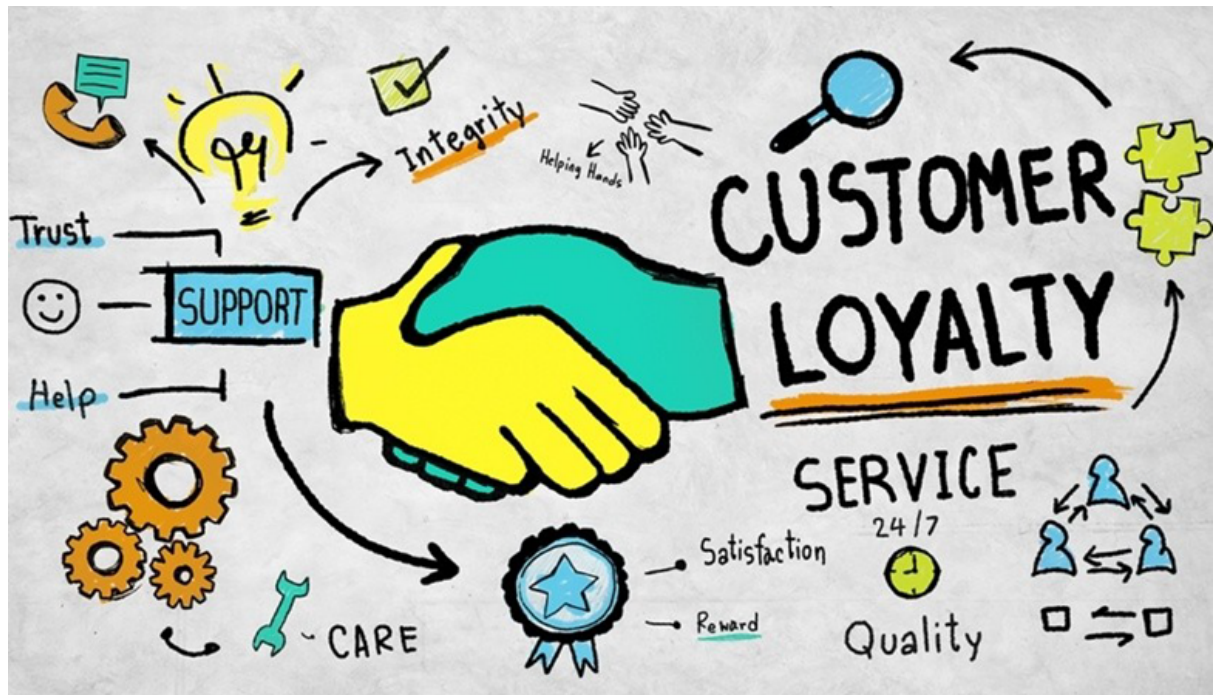 Integrity
Helping Hands
CUSTOMER
LOYALTY
Trust
SUPPORT
Help
SERVICE
24/7
Satisfaction
Reward
Quality
CARE